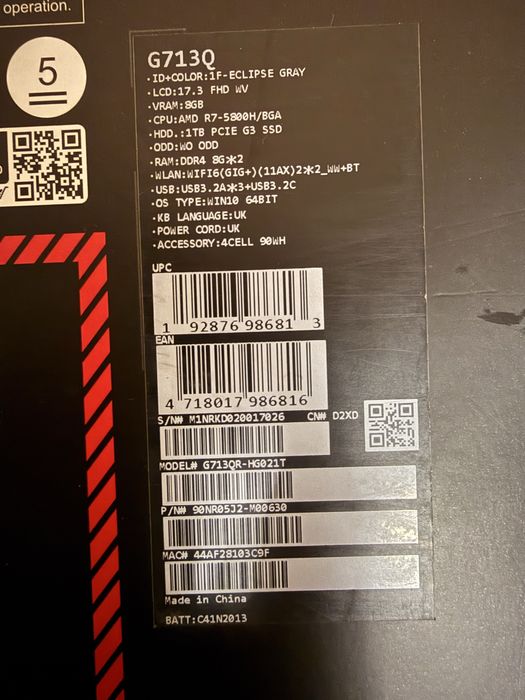 operation.
5
G713Q
·ID+COLOR:1F-ECLIPSE GRAY
·LCD:17.3 FHD WV
·VRAM:8GB
·CPU:AMD R7-5800H/BGA
·HDD.:1TB PCIE G3 SSD
·ODD:WO ODD
·RAM:DDR4 8G*2
·WLAN:WIFI6(GIG+)(11AX)2*2_WW+BT
·USB:USB3.2A*3+USB3.2C
·OS TYPE:WIN10 64BIT
·KB LANGUAGE:UK
·POWER CORD:UK
·ACCESSORY:4CELL 90WH
UPC
1 92876 98681 3
EAN
4 718017 986816
S/N# M1NRKD020017026 CN# D2XD
MODEL# G713QR-HG021T
P/N# 90NR05J2-M00630
MAC# 44AF28103C9F
Made in China
BATT:C41N2013